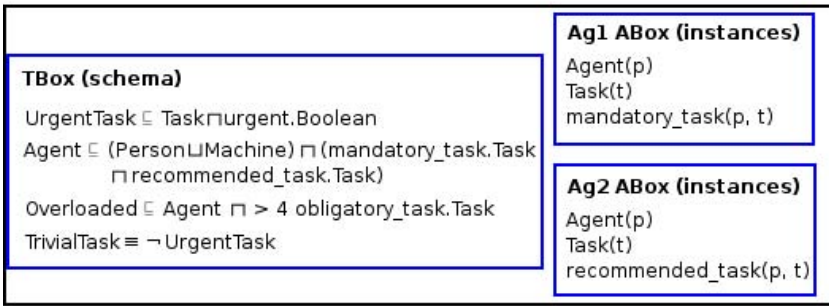 TBox (schema)
UrgentTask ⊑ Task⊓urgent.Boolean
Agent ⊑ (Person⊔Machine) ⊓ (mandatory_task.Task
⊓ recommended_task.Task)
Overloaded ⊑ Agent ⊓ > 4 obligatory_task.Task
TrivialTask ≡ ¬ UrgentTask
Ag1 ABox (instances)
Agent(p)
Task(t)
mandatory_task(p, t)
Ag2 ABox (instances)
Agent(p)
Task(t)
recommended_task(p, t)